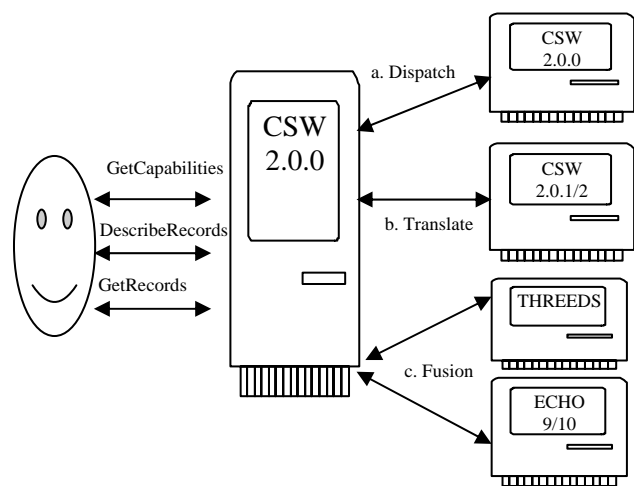 GetCapabilities
DescribeRecords
GetRecords
CSW
2.0.0
a. Dispatch
b. Translate
c. Fusion
CSW
2.0.0
CSW
2.0.1/2
THREEDS
ECHO
9/10